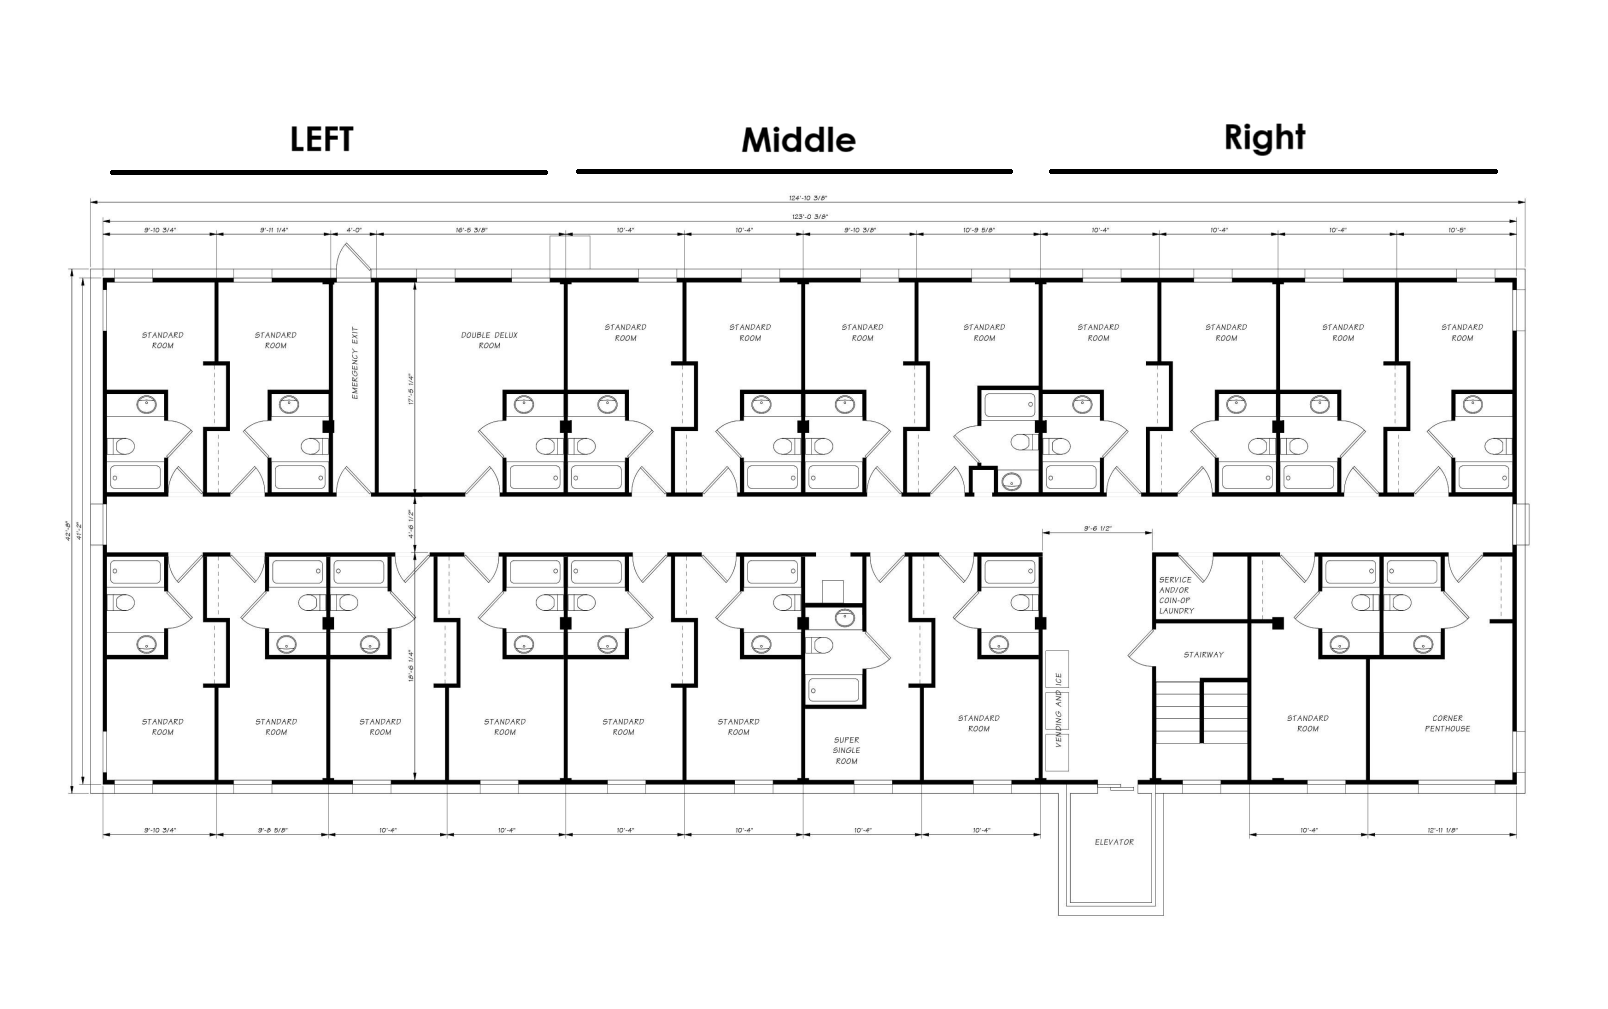 LEFT
Middle
Right
124'-10 3/8"
123'-0 3/8"
9'-10 3/4"
9'-11 1/4"
4'-0"
16'-5 3/8"
10'-4"
10'-4"
9'-10 3/8"
10'-9 5/8"
10'-4"
10'-4"
10'-4"
10'-5"
STANDARD
ROOM
STANDARD
ROOM
EMERGENCY EXIT
17'-5 1/4"
DOUBLE DELUX
ROOM
STANDARD
ROOM
STANDARD
ROOM
STANDARD
ROOM
STANDARD
ROOM
STANDARD
ROOM
STANDARD
ROOM
STANDARD
ROOM
STANDARD
ROOM
42'-8"
41'-2"
4'-6 1/2"
9'-6 1/2"
18'-6 1/4"
SERVICE
AND/OR
COIN-OP
LAUNDRY
STAIRWAY
VENDING AND ICE
STANDARD
ROOM
STANDARD
ROOM
STANDARD
ROOM
STANDARD
ROOM
STANDARD
ROOM
STANDARD
ROOM
SUPER
SINGLE
ROOM
STANDARD
ROOM
STANDARD
ROOM
CORNER
PENTHOUSE
9'-10 3/4"
9'-8 5/8"
10'-4"
10'-4"
10'-4"
10'-4"
10'-4"
10'-4"
10'-4"
12'-11 1/8"
ELEVATOR